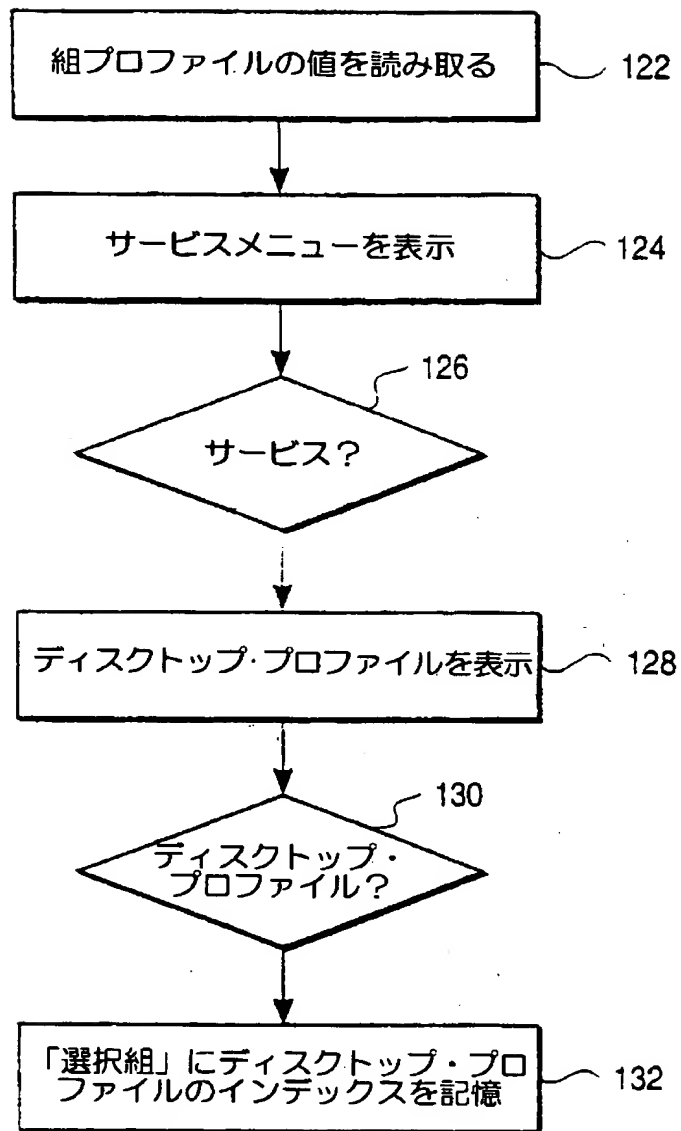 組プロファイルの値を読み取る
122
サービスメニューを表示
124
126
サービス？
ディスクトップ・プロファイルを表示
128
130
ディスクトップ・
プロファイル？
「選択組」にディスクトップ・プロ
ファイルのインデックスを記憶
132